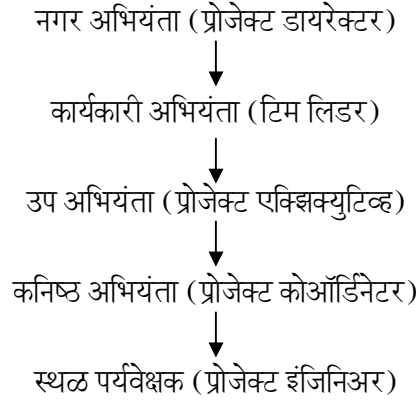 नगर अभियंता (प्रोजेक्ट डायरेक्टर)
कार्यकारी अभियंता (टिम लिडर)
उप अभियंता (प्रोजेक्ट एक्झिक्युटिव्ह)
कनिष्ठ अभियंता (प्रोजेक्ट कोऑर्डिनेटर)
स्थळ पर्यवेक्षक (प्रोजेक्ट इंजिनिअर)